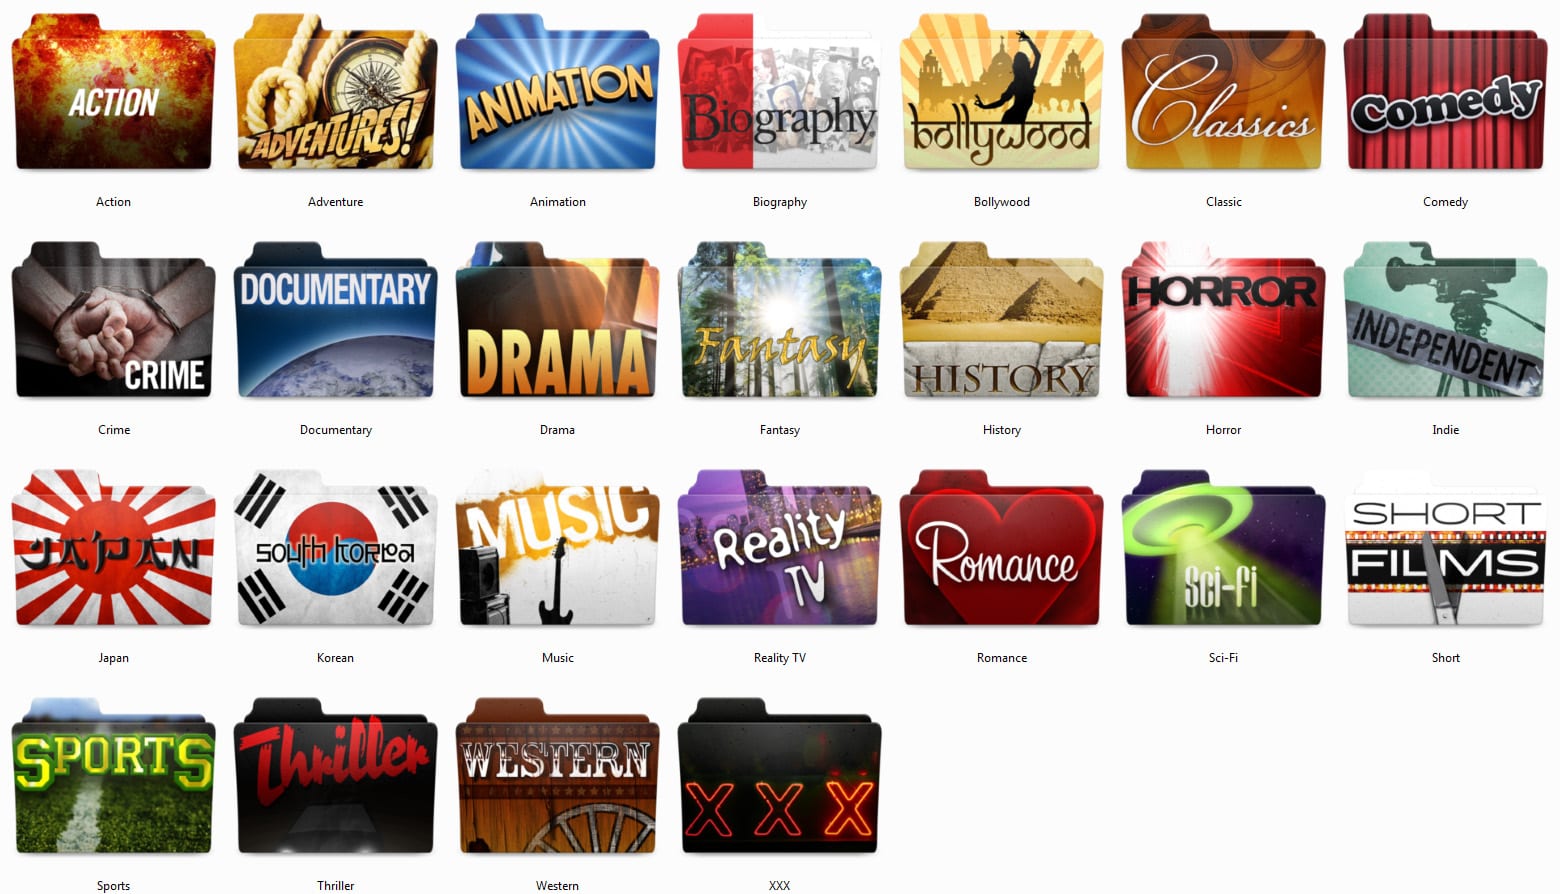 ACTION
Action
ADVENTURES!
Adventure
ANIMATION
Animation
Biography
Biography
bollywood
Bollywood
Classics
Classic
Comedy
Comedy
CRIME
Crime
DOCUMENTARY
Documentary
DRAMA
Drama
Fantasy
Fantasy
HISTORY
History
HORROR
Horror
INDEPENDENT
Indie
JAPAN
Japan
South Korea
Korean
MUSIC
Music
Reality
TV
Reality TV
Romance
Romance
Sci-Fi
Sci-Fi
SHORT
FILMS
Short
SPORTS
Sports
Thriller
Thriller
WESTERN
Western
XXX
XXX